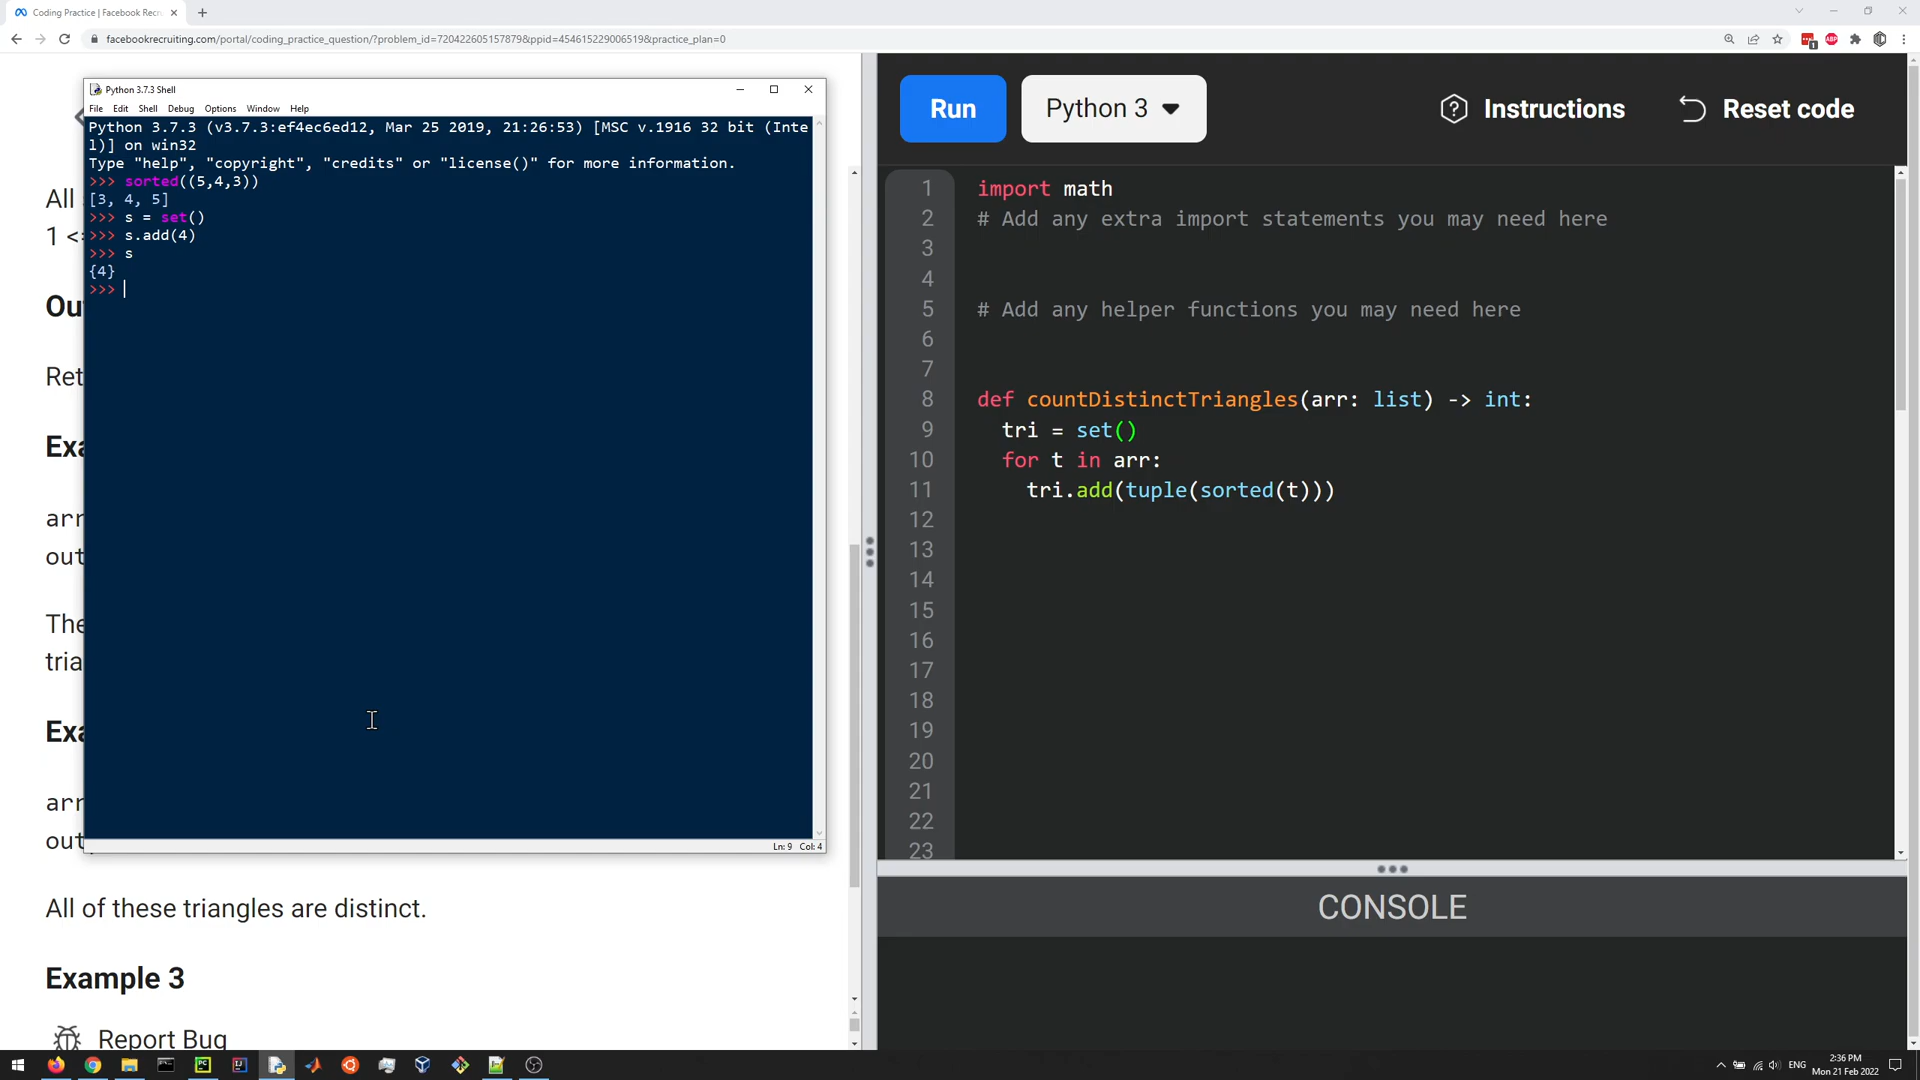 Coding Practice | Facebook Recru
facebookrecruiting.com/portal/coding_practice_question/?problem_id=720422605157879&ppid=454615229006519&practice_plan=0
Python 3.7.3 Shell
File Edit Shell Debug Options Window Help
Python 3.7.3 (v3.7.3:ef4ec6ed12, Mar 25 2019, 21:26:53) [MSC v.1916 32 bit (Inte
l)] on win32
Type "help", "copyright", "credits" or "license()" for more information.
>>> sorted((5,4,3))
[3, 4, 5]
>>> s = set()
>>> s.add(4)
>>> s
{4}
>>>
Ln: 9 Col: 4
All
1 <
Ou
Ret
Exa
arr
out
The
tria
Exa
arr
out
All of these triangles are distinct.
Example 3
Report Bug
Run
Python 3
Instructions
Reset code
1 import math
2 # Add any extra import statements you may need here
3
4
5 # Add any helper functions you may need here
6
7
8 def countDistinctTriangles(arr: list) -> int:
9 tri = set()
10 for t in arr:
11 tri.add(tuple(sorted(t)))
12
13
14
15
16
17
18
19
20
21
22
23
CONSOLE
ENG
2:36 PM
Mon 21 Feb 2022